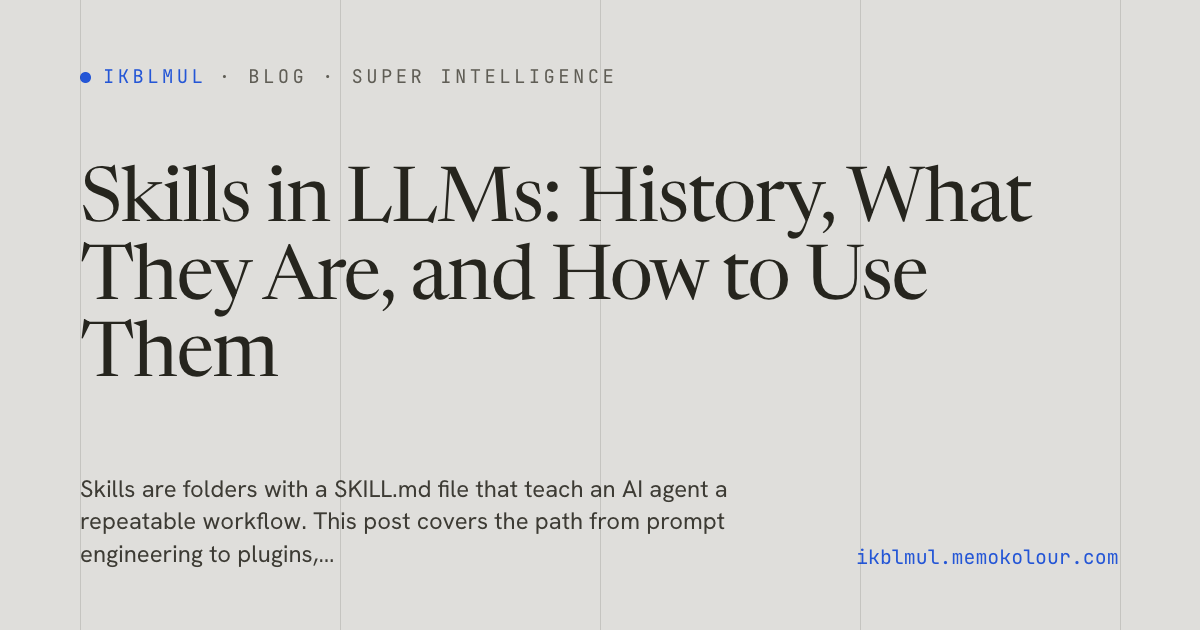 IKBLMUL · BLOG · SUPER INTELLIGENCE
Skills in LLMs: History, What
They Are, and How to Use
Them
Skills are folders with a SKILL.md file that teach an AI agent a
repeatable workflow. This post covers the path from prompt
engineering to plugins,...
ikblmul.memokolour.com